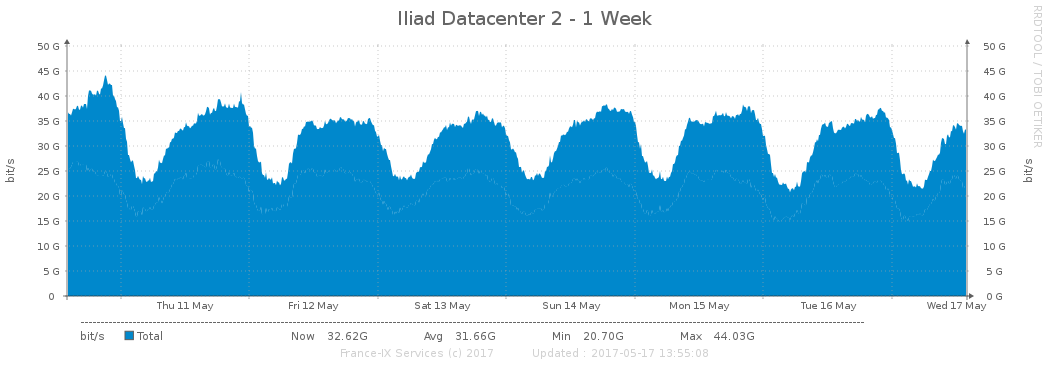 Iliad Datacenter 2 - 1 Week
RRDTOOL / TOBI OETIKER
bit/s
50 G
45 G
40 G
35 G
30 G
25 G
20 G
15 G
10 G
5 G
0
50 G
45 G
40 G
35 G
30 G
25 G
20 G
15 G
10 G
5 G
0 G
bit/s
Thu 11 May Fri 12 May Sat 13 May Sun 14 May Mon 15 May Tue 16 May Wed 17 May
bit/s Total Now 32.62G Avg 31.66G Min 20.70G Max 44.03G
France-IX Services (c) 2017 Updated : 2017-05-17 13:55:08